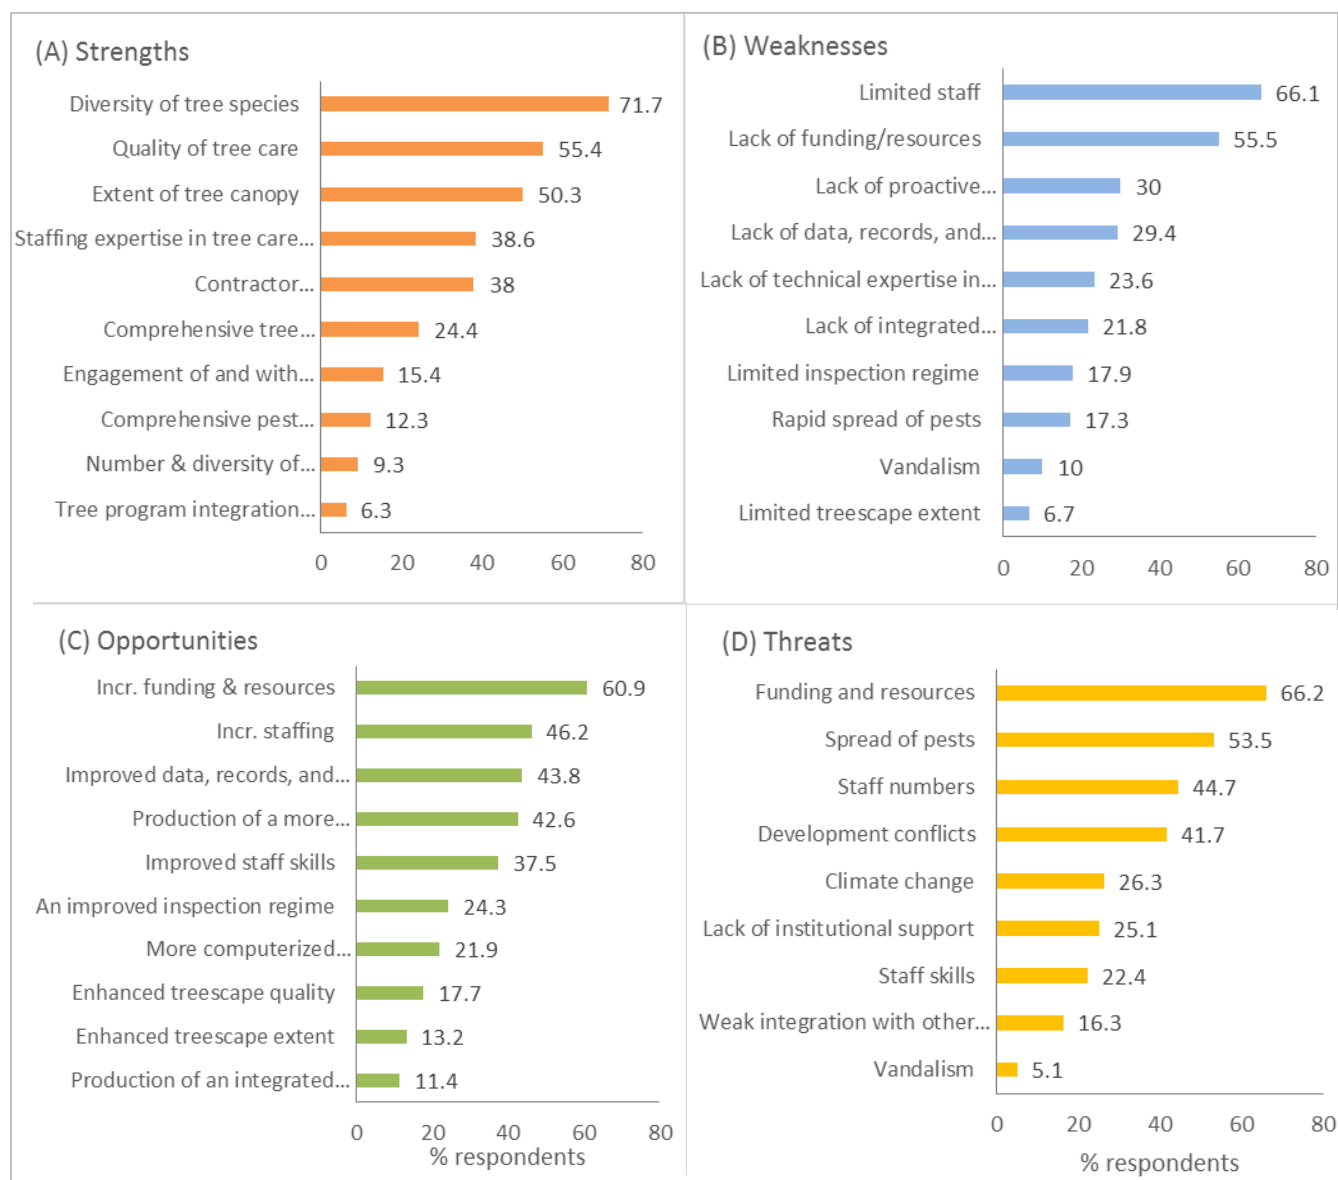 (A) Strengths
Diversity of tree species 71.7
Quality of tree care 55.4
Extent of tree canopy 50.3
Staffing expertise in tree care... 38.6
Contractor... 38
Comprehensive tree... 24.4
Engagement of and with... 15.4
Comprehensive pest... 12.3
Number & diversity of... 9.3
Tree program integration... 6.3
0 20 40 60 80
(B) Weaknesses
Limited staff 66.1
Lack of funding/resources 55.5
Lack of proactive... 30
Lack of data, records, and... 29.4
Lack of technical expertise in... 23.6
Lack of integrated... 21.8
Limited inspection regime 17.9
Rapid spread of pests 17.3
Vandalism 10
Limited treescape extent 6.7
0 20 40 60 80
(C) Opportunities
Incr. funding & resources 60.9
Incr. staffing 46.2
Improved data, records, and... 43.8
Production of a more... 42.6
Improved staff skills 37.5
An improved inspection regime 24.3
More computerized... 21.9
Enhanced treescape quality 17.7
Enhanced treescape extent 13.2
Production of an integrated... 11.4
0 20 40 60 80
% respondents
(D) Threats
Funding and resources 66.2
Spread of pests 53.5
Staff numbers 44.7
Development conflicts 41.7
Climate change 26.3
Lack of institutional support 25.1
Staff skills 22.4
Weak integration with other... 16.3
Vandalism 5.1
0 20 40 60 80
% respondents